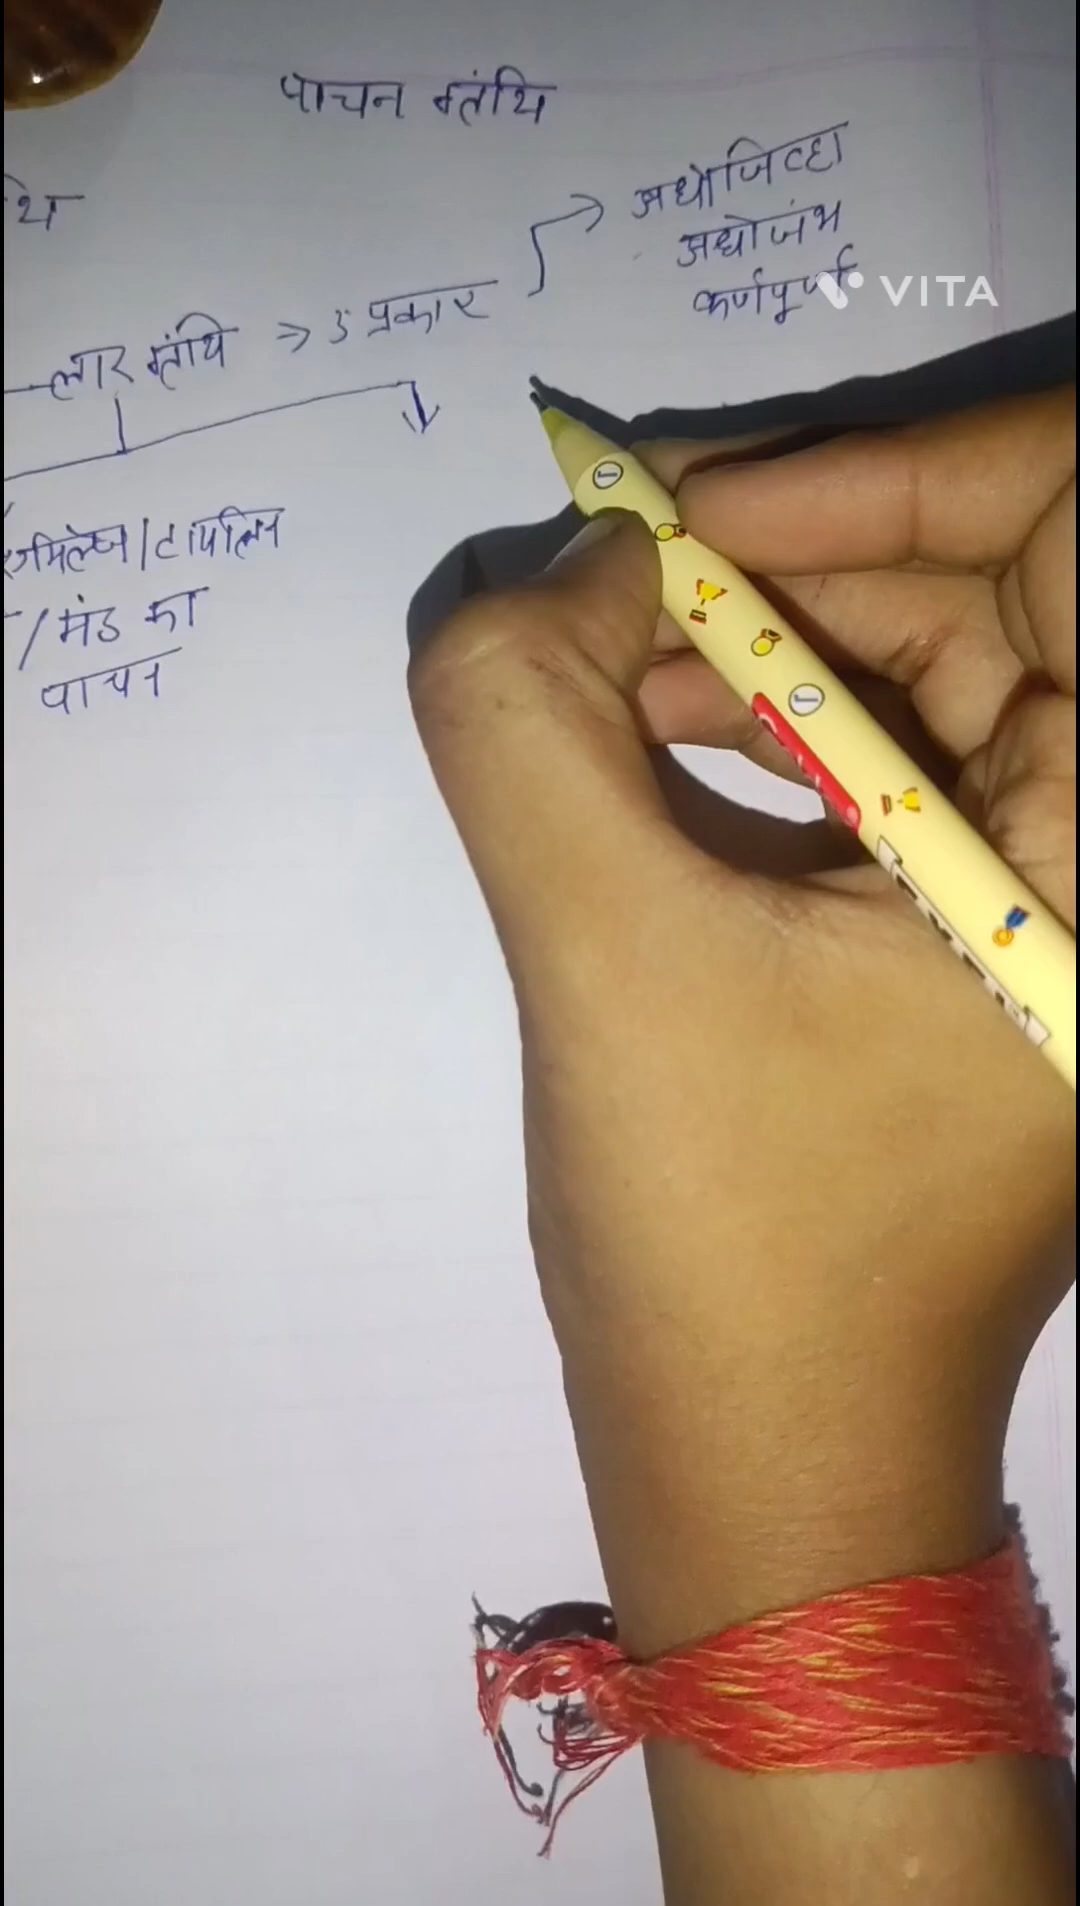 पाचन ग्रंथि
थि
लार ग्रंथि → 3 प्रकार
→ अधोजिव्हा
अधोजंभ
कर्णपूर्ण
VITA
एमिलेज/टायलिन
/मंड का
पाचन